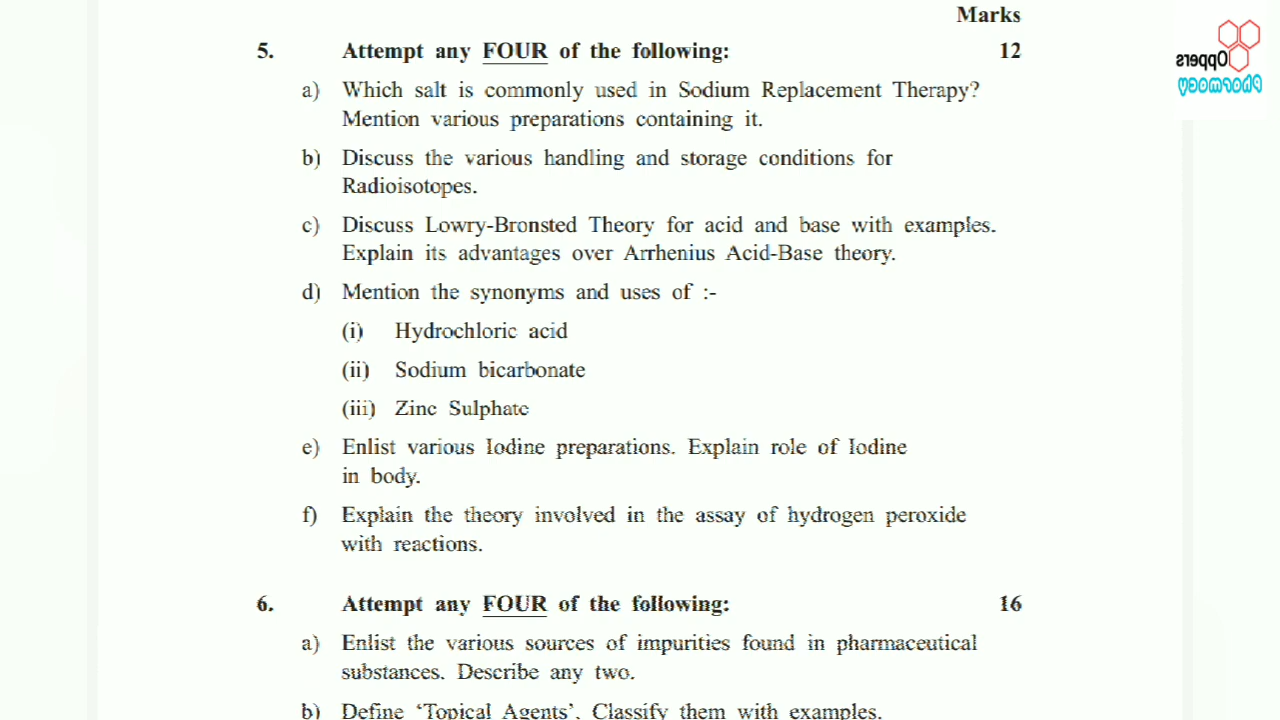 Marks
5. Attempt any FOUR of the following: 12
a) Which salt is commonly used in Sodium Replacement Therapy?
Mention various preparations containing it.
b) Discuss the various handling and storage conditions for
Radioisotopes.
c) Discuss Lowry-Bronsted Theory for acid and base with examples.
Explain its advantages over Arrhenius Acid-Base theory.
d) Mention the synonyms and uses of :-
(i) Hydrochloric acid
(ii) Sodium bicarbonate
(iii) Zinc Sulphate
e) Enlist various Iodine preparations. Explain role of Iodine
in body.
f) Explain the theory involved in the assay of hydrogen peroxide
with reactions.
6. Attempt any FOUR of the following: 16
a) Enlist the various sources of impurities found in pharmaceutical
substances. Describe any two.
b) Define ‘Topical Agents’. Classify them with examples.
Oppers
Pharmacy